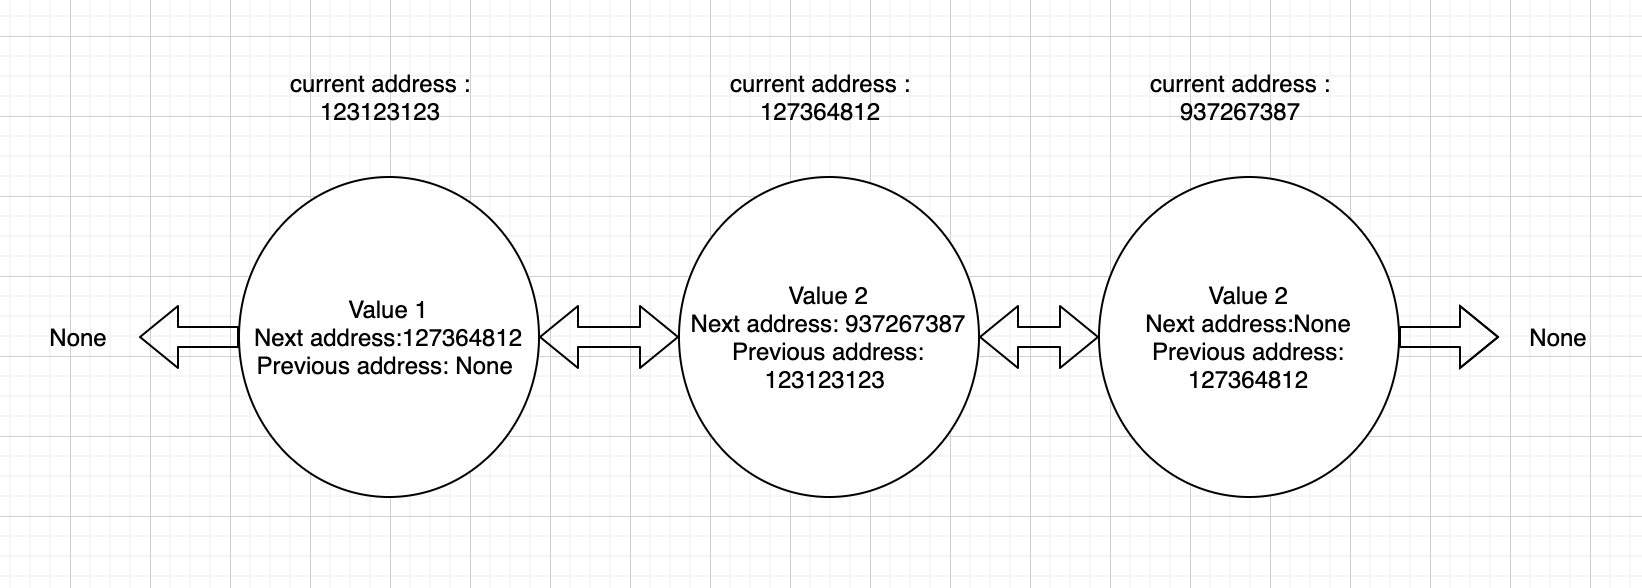 current address :
123123123
current address :
127364812
current address :
937267387
None
Value 1
Next address:127364812
Previous address: None
Value 2
Next address: 937267387
Previous address:
123123123
Value 2
Next address:None
Previous address:
127364812
None